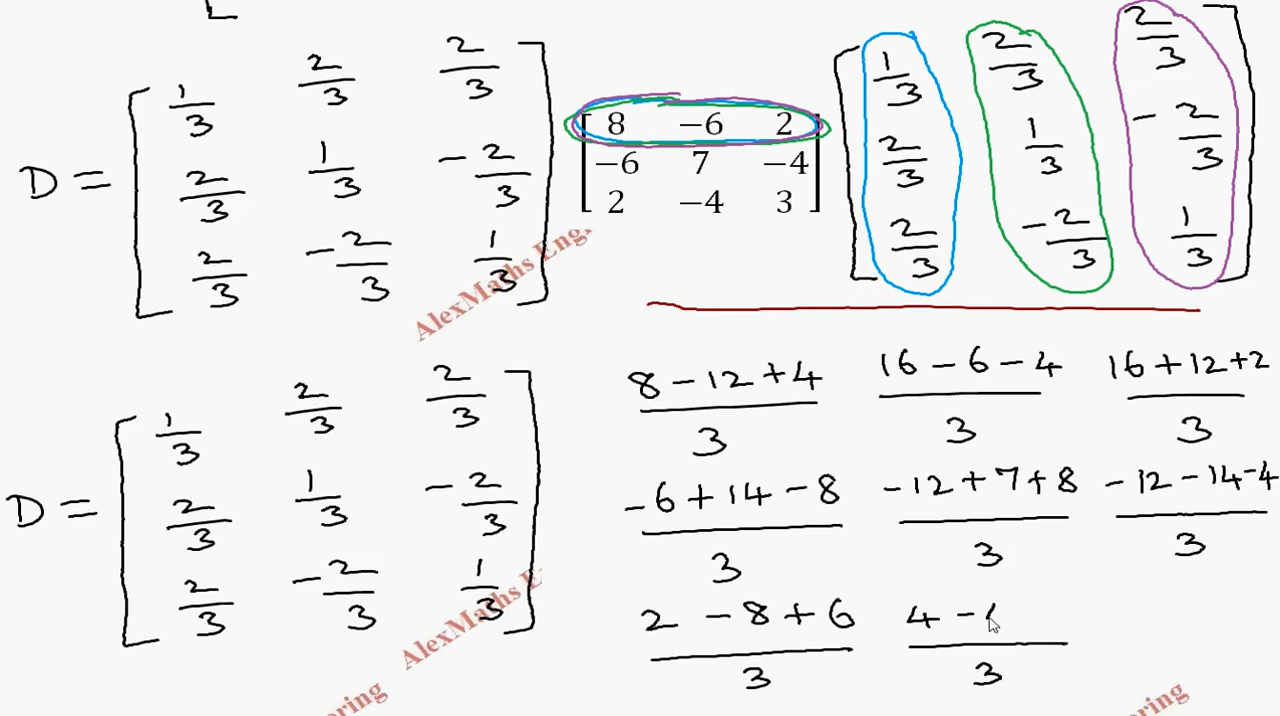 D = [ 1/3 2/3 2/3 ] [ 8 −6 2 ] [ 1/3 2/3 2/3 ]
[ 2/3 1/3 −2/3 ] [ −6 7 −4 ] [ 2/3 1/3 −2/3 ]
[ 2/3 −2/3 1/3 ] [ 2 −4 3 ] [ 2/3 −2/3 1/3 ]
AlexMaths Engi
D = [ 1/3 2/3 2/3 ] (8 − 12 + 4)/3 (16 − 6 − 4)/3 (16 + 12 + 2)/3
[ 2/3 1/3 −2/3 ] (−6 + 14 − 8)/3 (−12 + 7 + 8)/3 (−12 − 14 − 4)/3
[ 2/3 −2/3 1/3 ] (2 − 8 + 6)/3 (4 −)/3
AlexMaths E
ring
ring